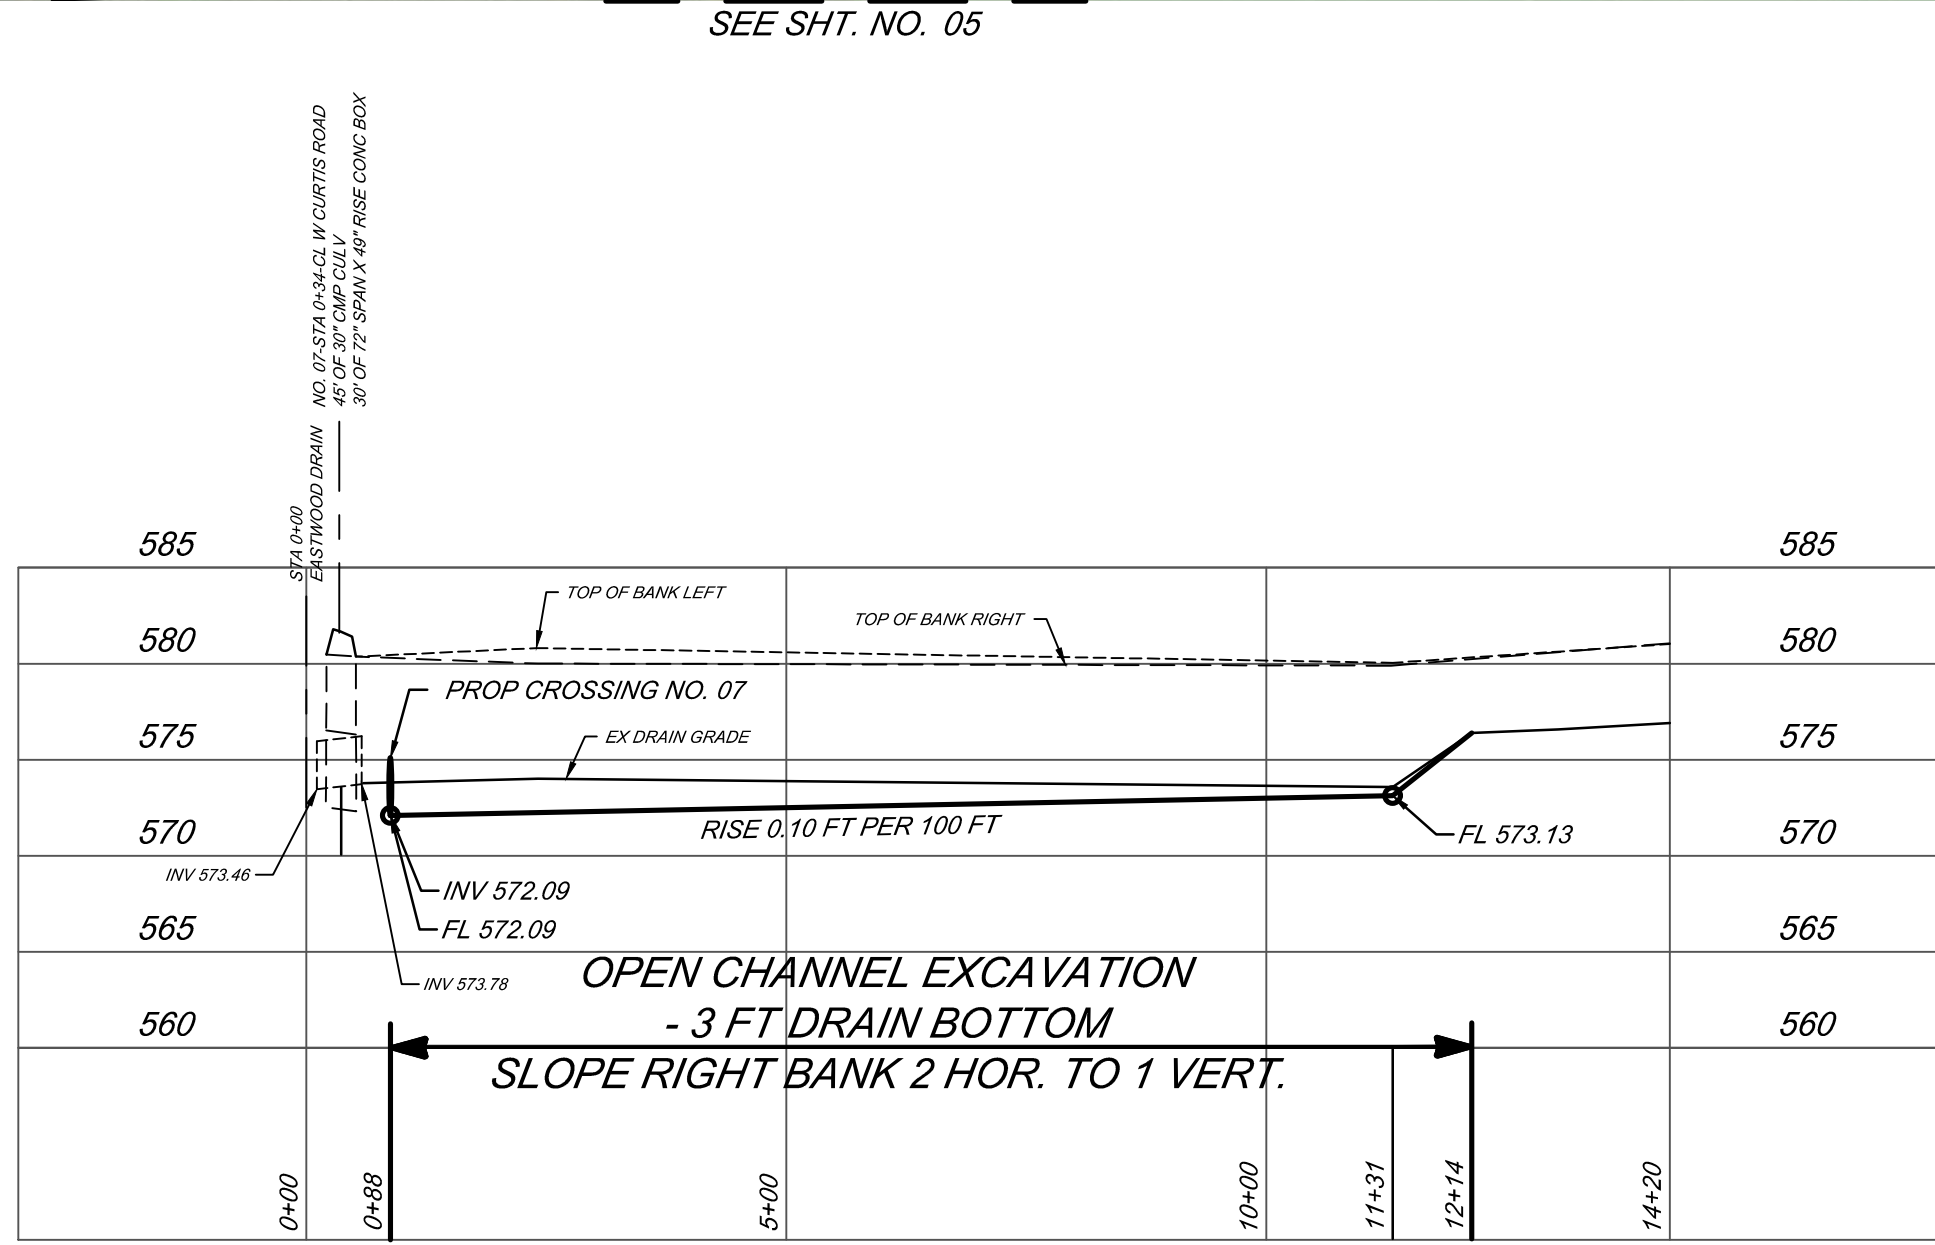 SEE SHT. NO. 05
NO. 07-STA 0+34-CL W CURTIS ROAD
45' OF 30" CMP CULV
30' OF 72" SPAN X 49" RISE CONC BOX
STA 0+00
EASTWOOD DRAIN
585
585
TOP OF BANK LEFT
TOP OF BANK RIGHT
580
580
PROP CROSSING NO. 07
575
EX DRAIN GRADE
575
570
RISE 0.10 FT PER 100 FT
FL 573.13
570
INV 573.46
INV 572.09
565
FL 572.09
565
INV 573.78
OPEN CHANNEL EXCAVATION
560
- 3 FT DRAIN BOTTOM
560
SLOPE RIGHT BANK 2 HOR. TO 1 VERT.
0+00
0+88
5+00
10+00
11+31
12+14
14+20